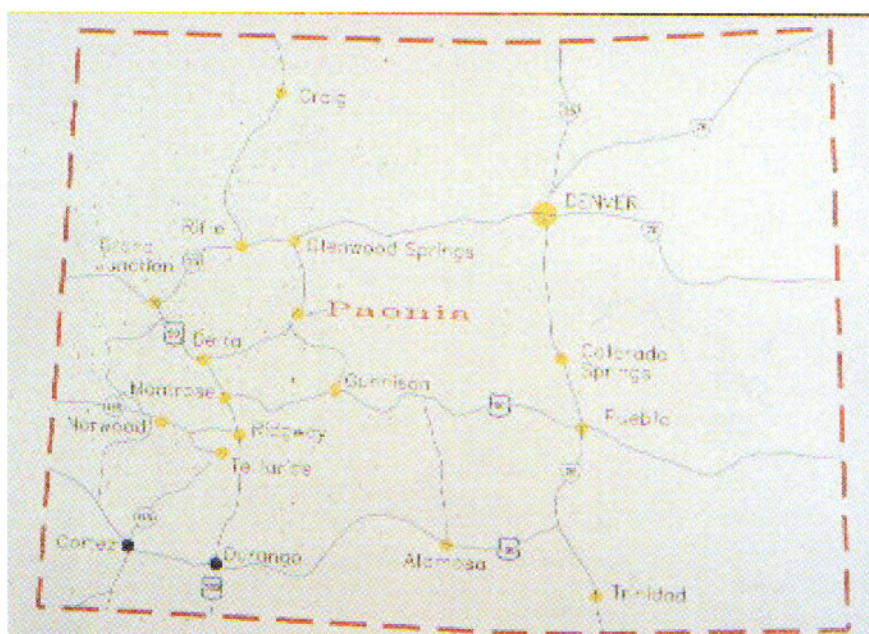 Craig
DENVER
Rifle
Glenwood Springs
Grand
Junction
Paonia
Delta
Colorado
Springs
Gunnison
Montrose
Norwood
Ridgway
Pueblo
Telluride
Cortez
Durango
Alamosa
Trinidad